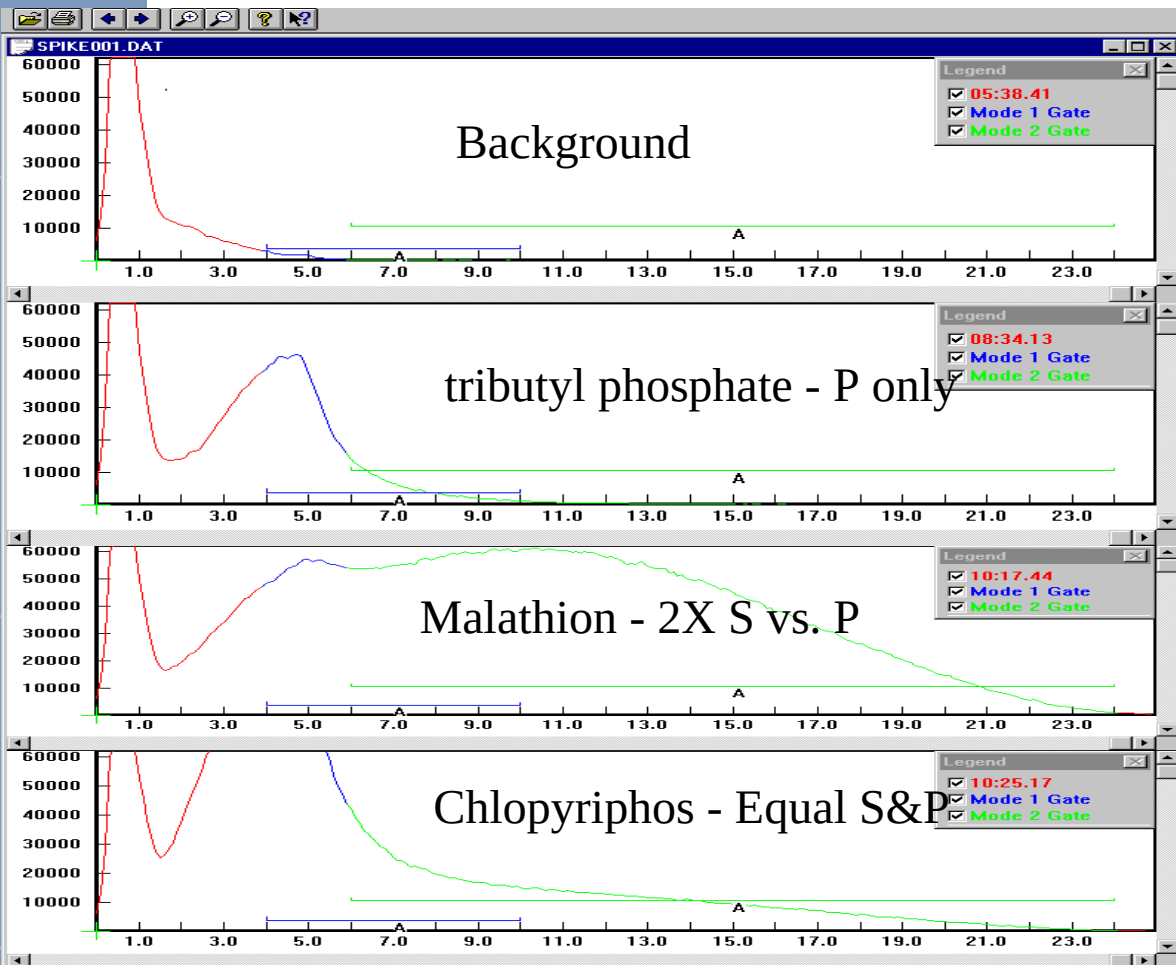 SPIKE001.DAT
60000
50000
40000
30000
20000
10000
Background
Legend
05:38.41
Mode 1 Gate
Mode 2 Gate
A
A
1.0 3.0 5.0 7.0 9.0 11.0 13.0 15.0 17.0 19.0 21.0 23.0
60000
50000
40000
30000
20000
10000
tributyl phosphate - P only
Legend
08:34.13
Mode 1 Gate
Mode 2 Gate
A
A
1.0 3.0 5.0 7.0 9.0 11.0 13.0 15.0 17.0 19.0 21.0 23.0
60000
50000
40000
30000
20000
10000
Malathion - 2X S vs. P
Legend
10:17.44
Mode 1 Gate
Mode 2 Gate
A
A
1.0 3.0 5.0 7.0 9.0 11.0 13.0 15.0 17.0 19.0 21.0 23.0
60000
50000
40000
30000
20000
10000
Chlopyriphos - Equal S&P
Legend
10:25.17
Mode 1 Gate
Mode 2 Gate
A
A
1.0 3.0 5.0 7.0 9.0 11.0 13.0 15.0 17.0 19.0 21.0 23.0